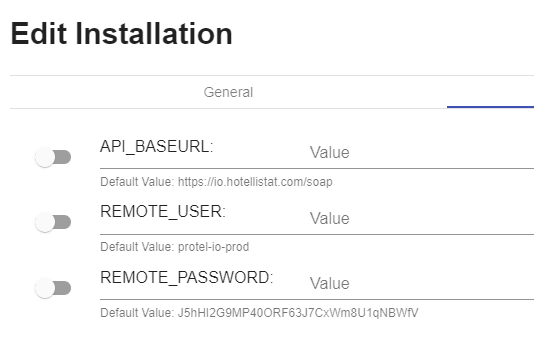 Edit Installation
General
API_BASEURL: Value
Default Value: https://io.hotellistat.com/soap
REMOTE_USER: Value
Default Value: protel-io-prod
REMOTE_PASSWORD: Value
Default Value: J5hHI2G9MP40ORF63J7CxWm8U1qNBWfV